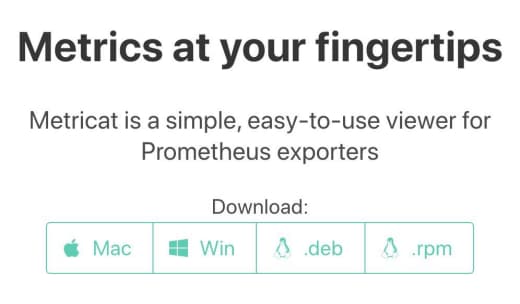 Metrics at your fingertips
Metricat is a simple, easy-to-use viewer for
Prometheus exporters
Download:
Mac Win .deb .rpm